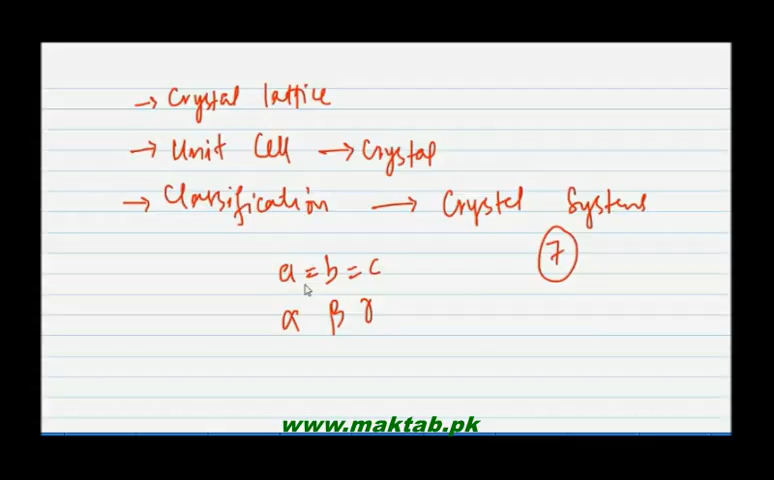 → Crystal lattice
→ Unit Cell → Crystal
→ Classification → Crystal Systems
7
a = b = c
α β γ
www.maktab.pk